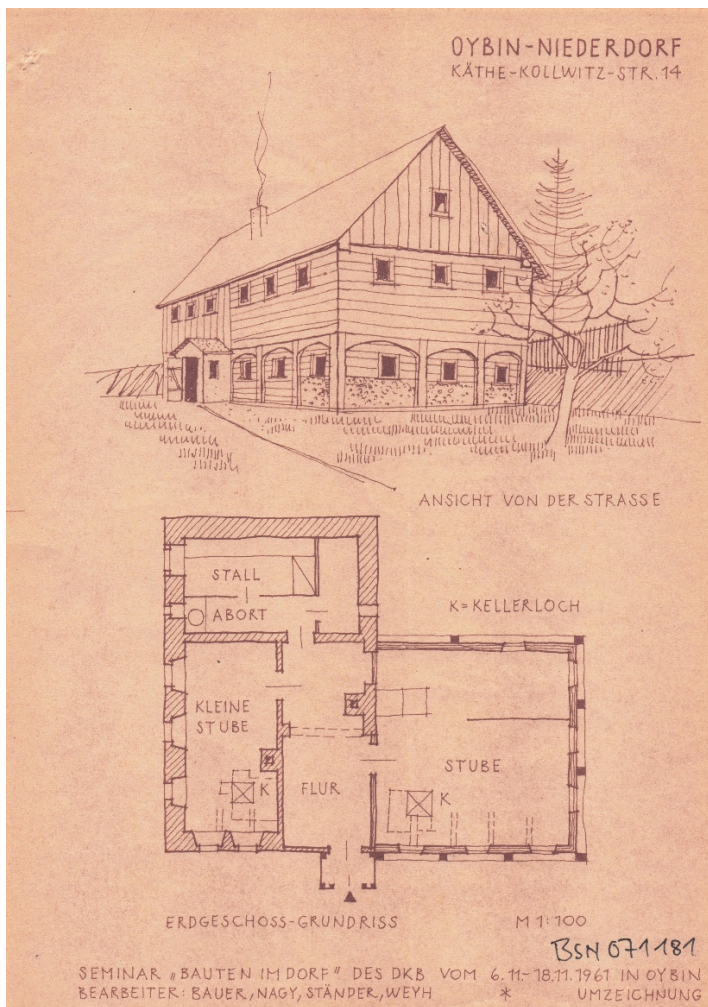 OYBIN-NIEDERDORF
KÄTHE-KOLLWITZ-STR. 14
ANSICHT VON DER STRASSE
STALL
ABORT
K=KELLERLOCH
KLEINE
STUBE
K
FLUR
STUBE
K
ERDGESCHOSS-GRUNDRISS
M 1:100
BSN 071181
SEMINAR „BAUTEN IM DORF" DES DKB VOM 6.11.-18.11.1961 IN OYBIN
BEARBEITER: BAUER, NAGY, STÄNDER, WEYH * UMZEICHNUNG